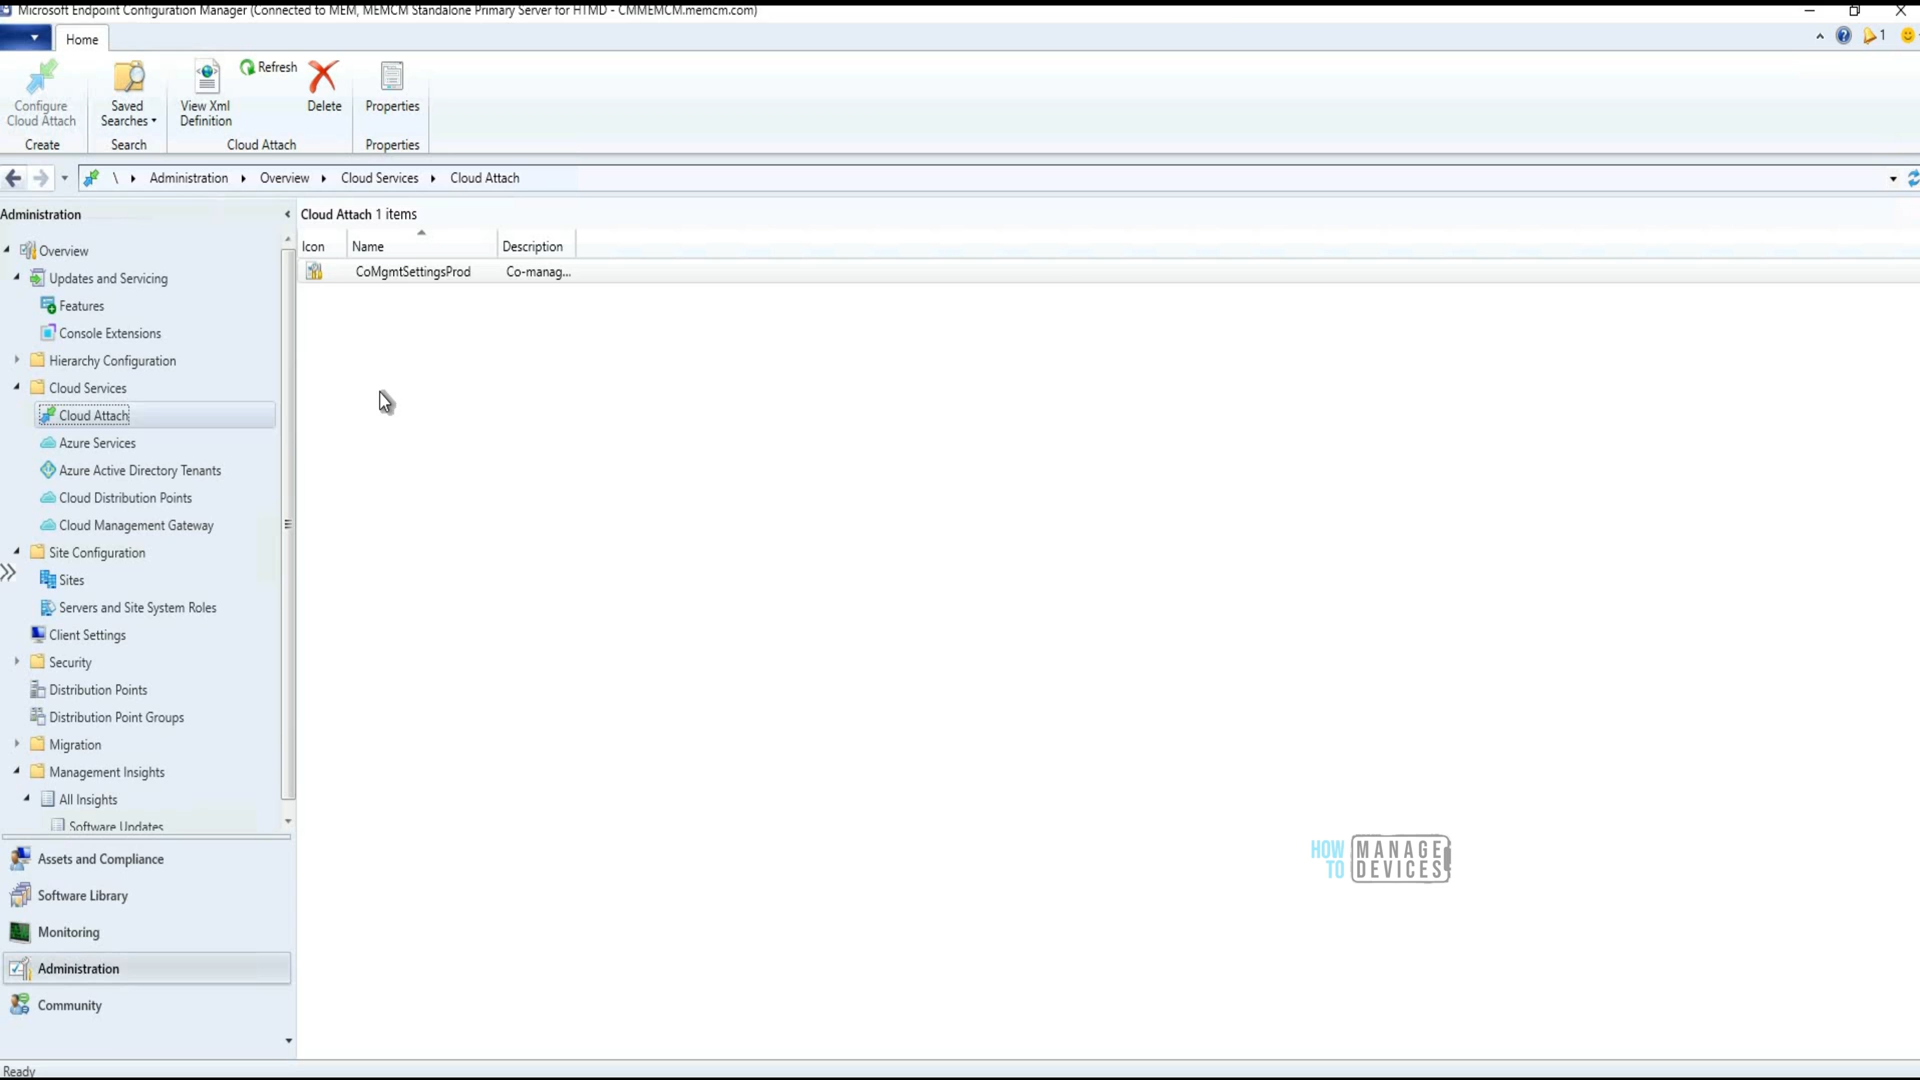 Microsoft Endpoint Configuration Manager (Connected to MEM, MEMCM Standalone Primary Server for HTMD - CMMEMCM.memcm.com)
Home
1
Configure Cloud Attach
Saved Searches
View Xml Definition
Refresh
Delete
Properties
Create
Search
Cloud Attach
Properties
\ Administration Overview Cloud Services Cloud Attach
Administration
Overview
Updates and Servicing
Features
Console Extensions
Hierarchy Configuration
Cloud Services
Cloud Attach
Azure Services
Azure Active Directory Tenants
Cloud Distribution Points
Cloud Management Gateway
Site Configuration
Sites
Servers and Site System Roles
Client Settings
Security
Distribution Points
Distribution Point Groups
Migration
Management Insights
All Insights
Software Updates
Assets and Compliance
Software Library
Monitoring
Administration
Community
Cloud Attach 1 items
Icon Name Description
CoMgmtSettingsProd Co-manag...
HOW TO
MANAGE DEVICES
Ready